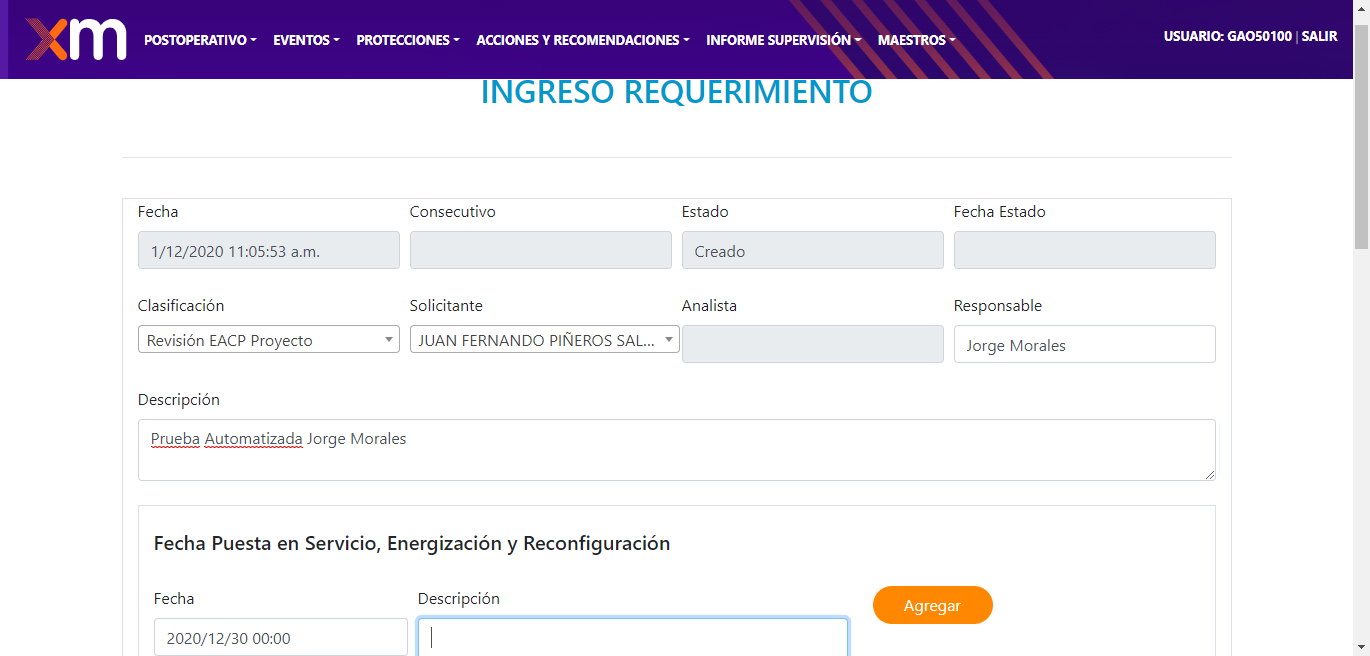 xm POSTOPERATIVO EVENTOS PROTECCIONES ACCIONES Y RECOMENDACIONES INFORME SUPERVISIÓN MAESTROS USUARIO: GAO50100 | SALIR
INGRESO REQUERIMIENTO
Fecha Consecutivo Estado Fecha Estado
1/12/2020 11:05:53 a.m. Creado
Clasificación Solicitante Analista Responsable
Revisión EACP Proyecto JUAN FERNANDO PIÑEROS SAL... Jorge Morales
Descripción
Prueba Automatizada Jorge Morales
Fecha Puesta en Servicio, Energización y Reconfiguración
Fecha Descripción Agregar
2020/12/30 00:00